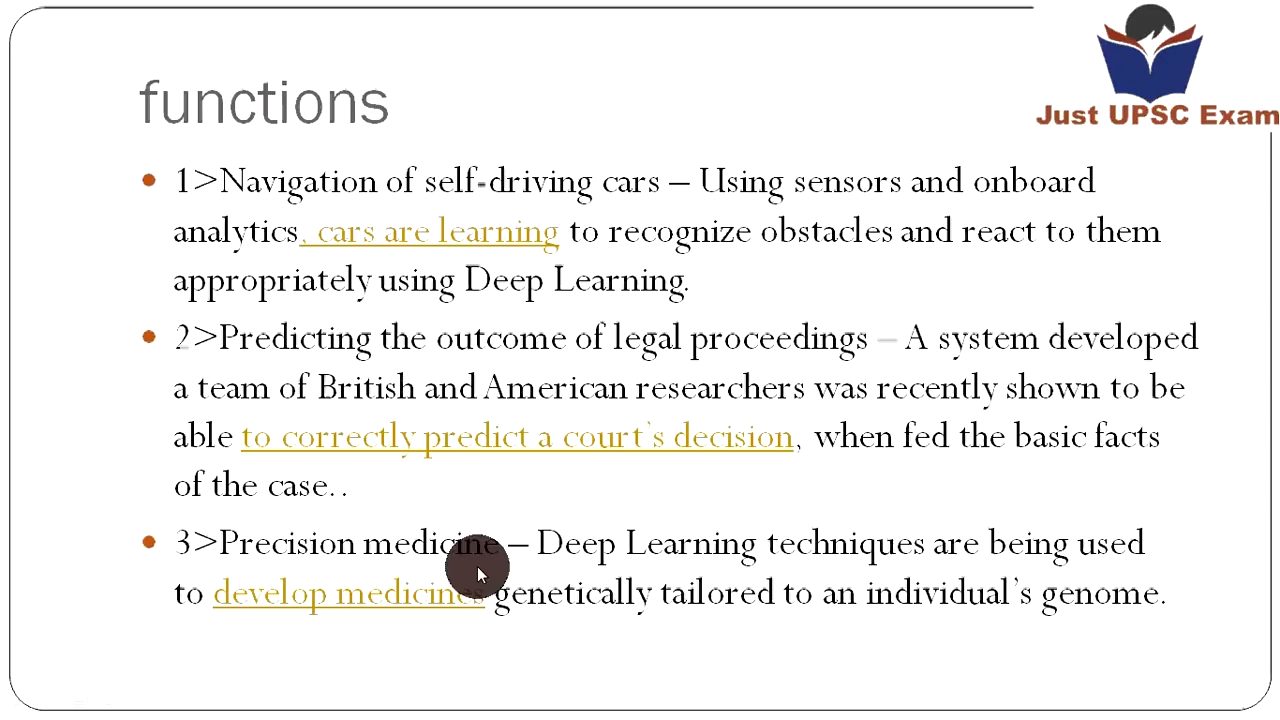 Just UPSC Exam
functions
1>Navigation of self-driving cars – Using sensors and onboard
analytics, cars are learning to recognize obstacles and react to them
appropriately using Deep Learning.
2>Predicting the outcome of legal proceedings – A system developed
a team of British and American researchers was recently shown to be
able to correctly predict a court's decision, when fed the basic facts
of the case. .
3>Precision medicine – Deep Learning techniques are being used
to develop medicines genetically tailored to an individual's genome.